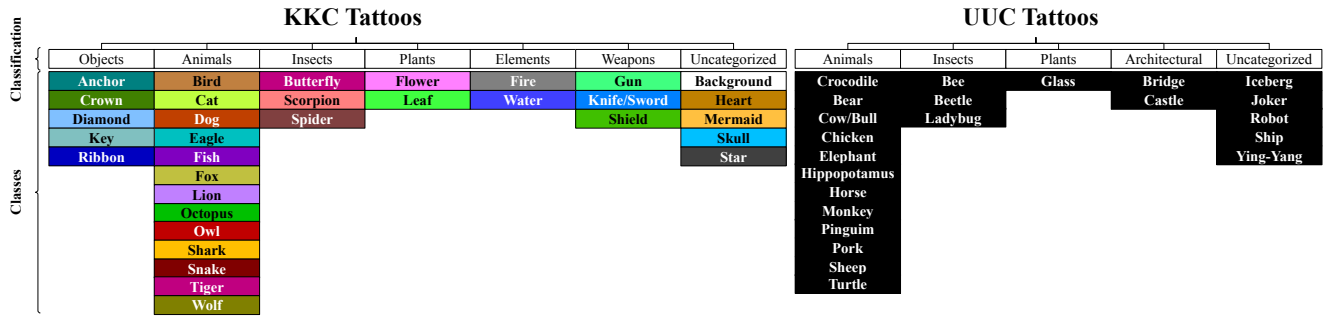 KKC Tattoos UUC Tattoos
Classification
Objects Animals Insects Plants Elements Weapons Uncategorized Animals Insects Plants Architectural Uncategorized
Classes
Anchor Bird Butterfly Flower Fire Gun Background Crocodile Bee Glass Bridge Iceberg
Crown Cat Scorpion Leaf Water Knife/Sword Heart Bear Beetle Castle Joker
Diamond Dog Spider Shield Mermaid Cow/Bull Ladybug Robot
Key Eagle Skull Chicken Ship
Ribbon Fish Star Elephant Ying-Yang
Fox Hippopotamus
Lion Horse
Octopus Monkey
Owl Pinguim
Shark Pork
Snake Sheep
Tiger Turtle
Wolf